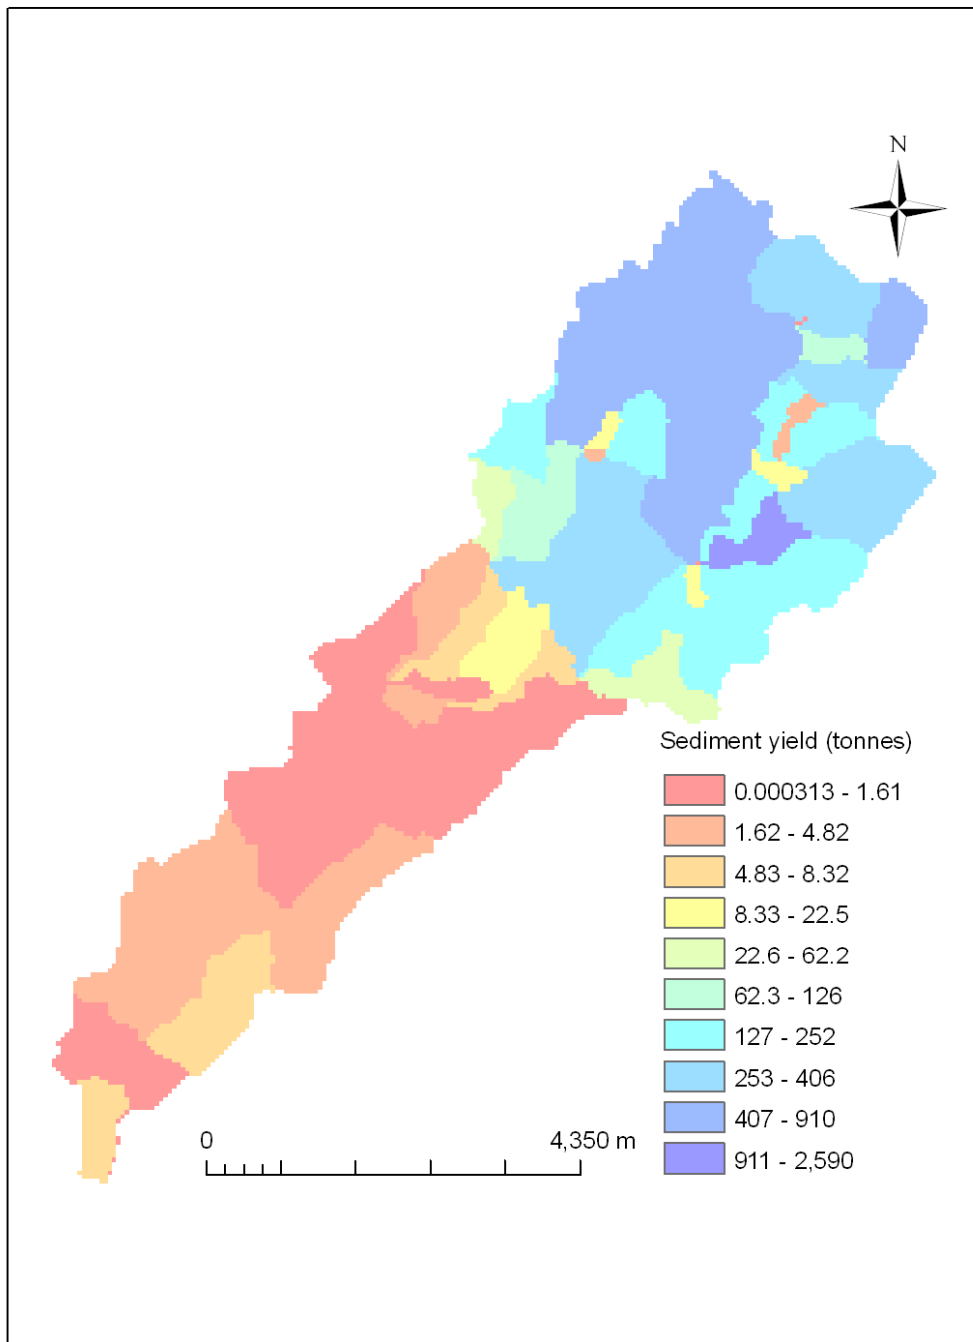 N
Sediment yield (tonnes)
0.000313 - 1.61
1.62 - 4.82
4.83 - 8.32
8.33 - 22.5
22.6 - 62.2
62.3 - 126
127 - 252
253 - 406
407 - 910
911 - 2,590
0 4,350 m